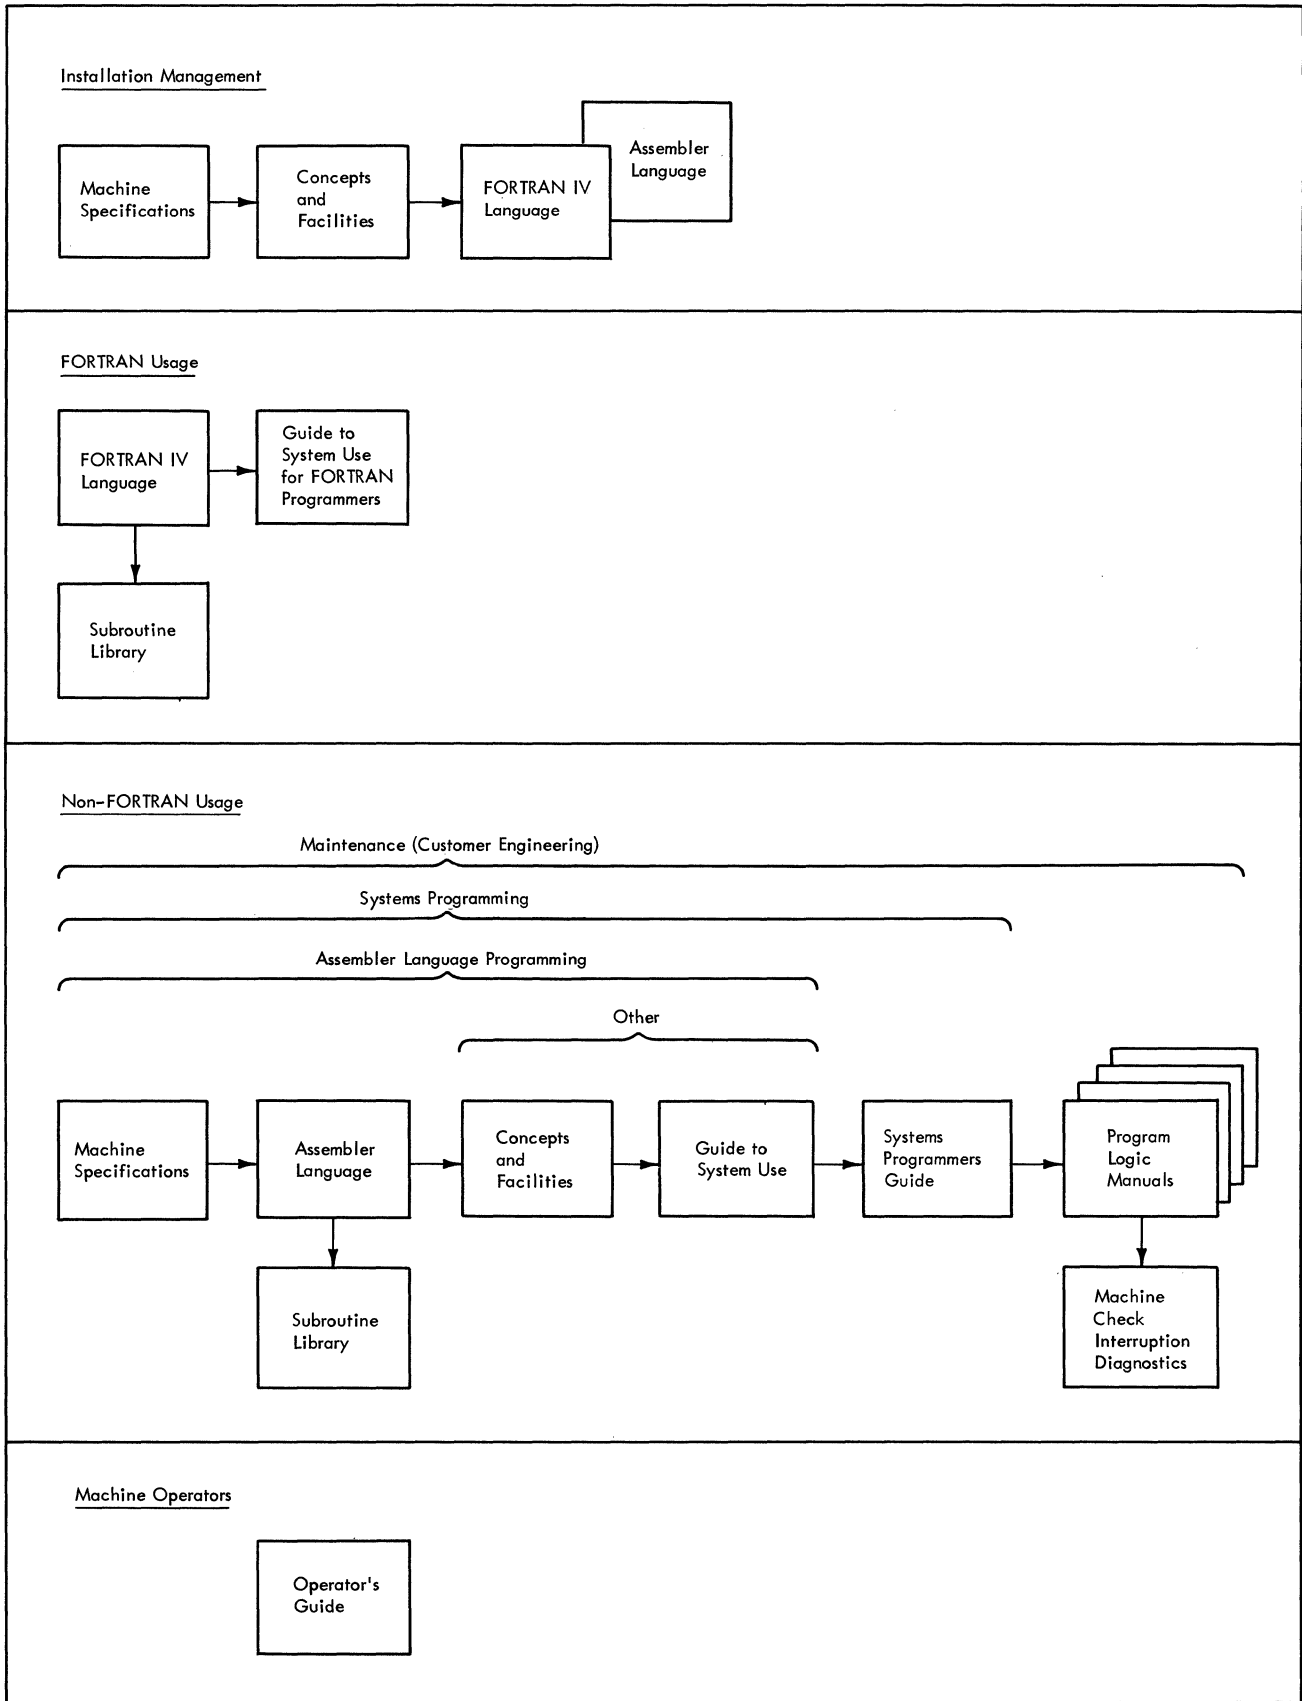 Installation Management
Machine
Specifications
Concepts
and
Facilities
FORTRAN IV
Language
Assembler
Language
FORTRAN Usage
FORTRAN IV
Language
Guide to
System Use
for FORTRAN
Programmers
Subroutine
Library
Non-FORTRAN Usage
Maintenance (Customer Engineering)
Systems Programming
Assembler Language Programming
Other
Machine
Specifications
Assembler
Language
Concepts
and
Facilities
Guide to
System Use
Systems
Programmers
Guide
Program
Logic
Manuals
Subroutine
Library
Machine
Check
Interruption
Diagnostics
Machine Operators
Operator's
Guide